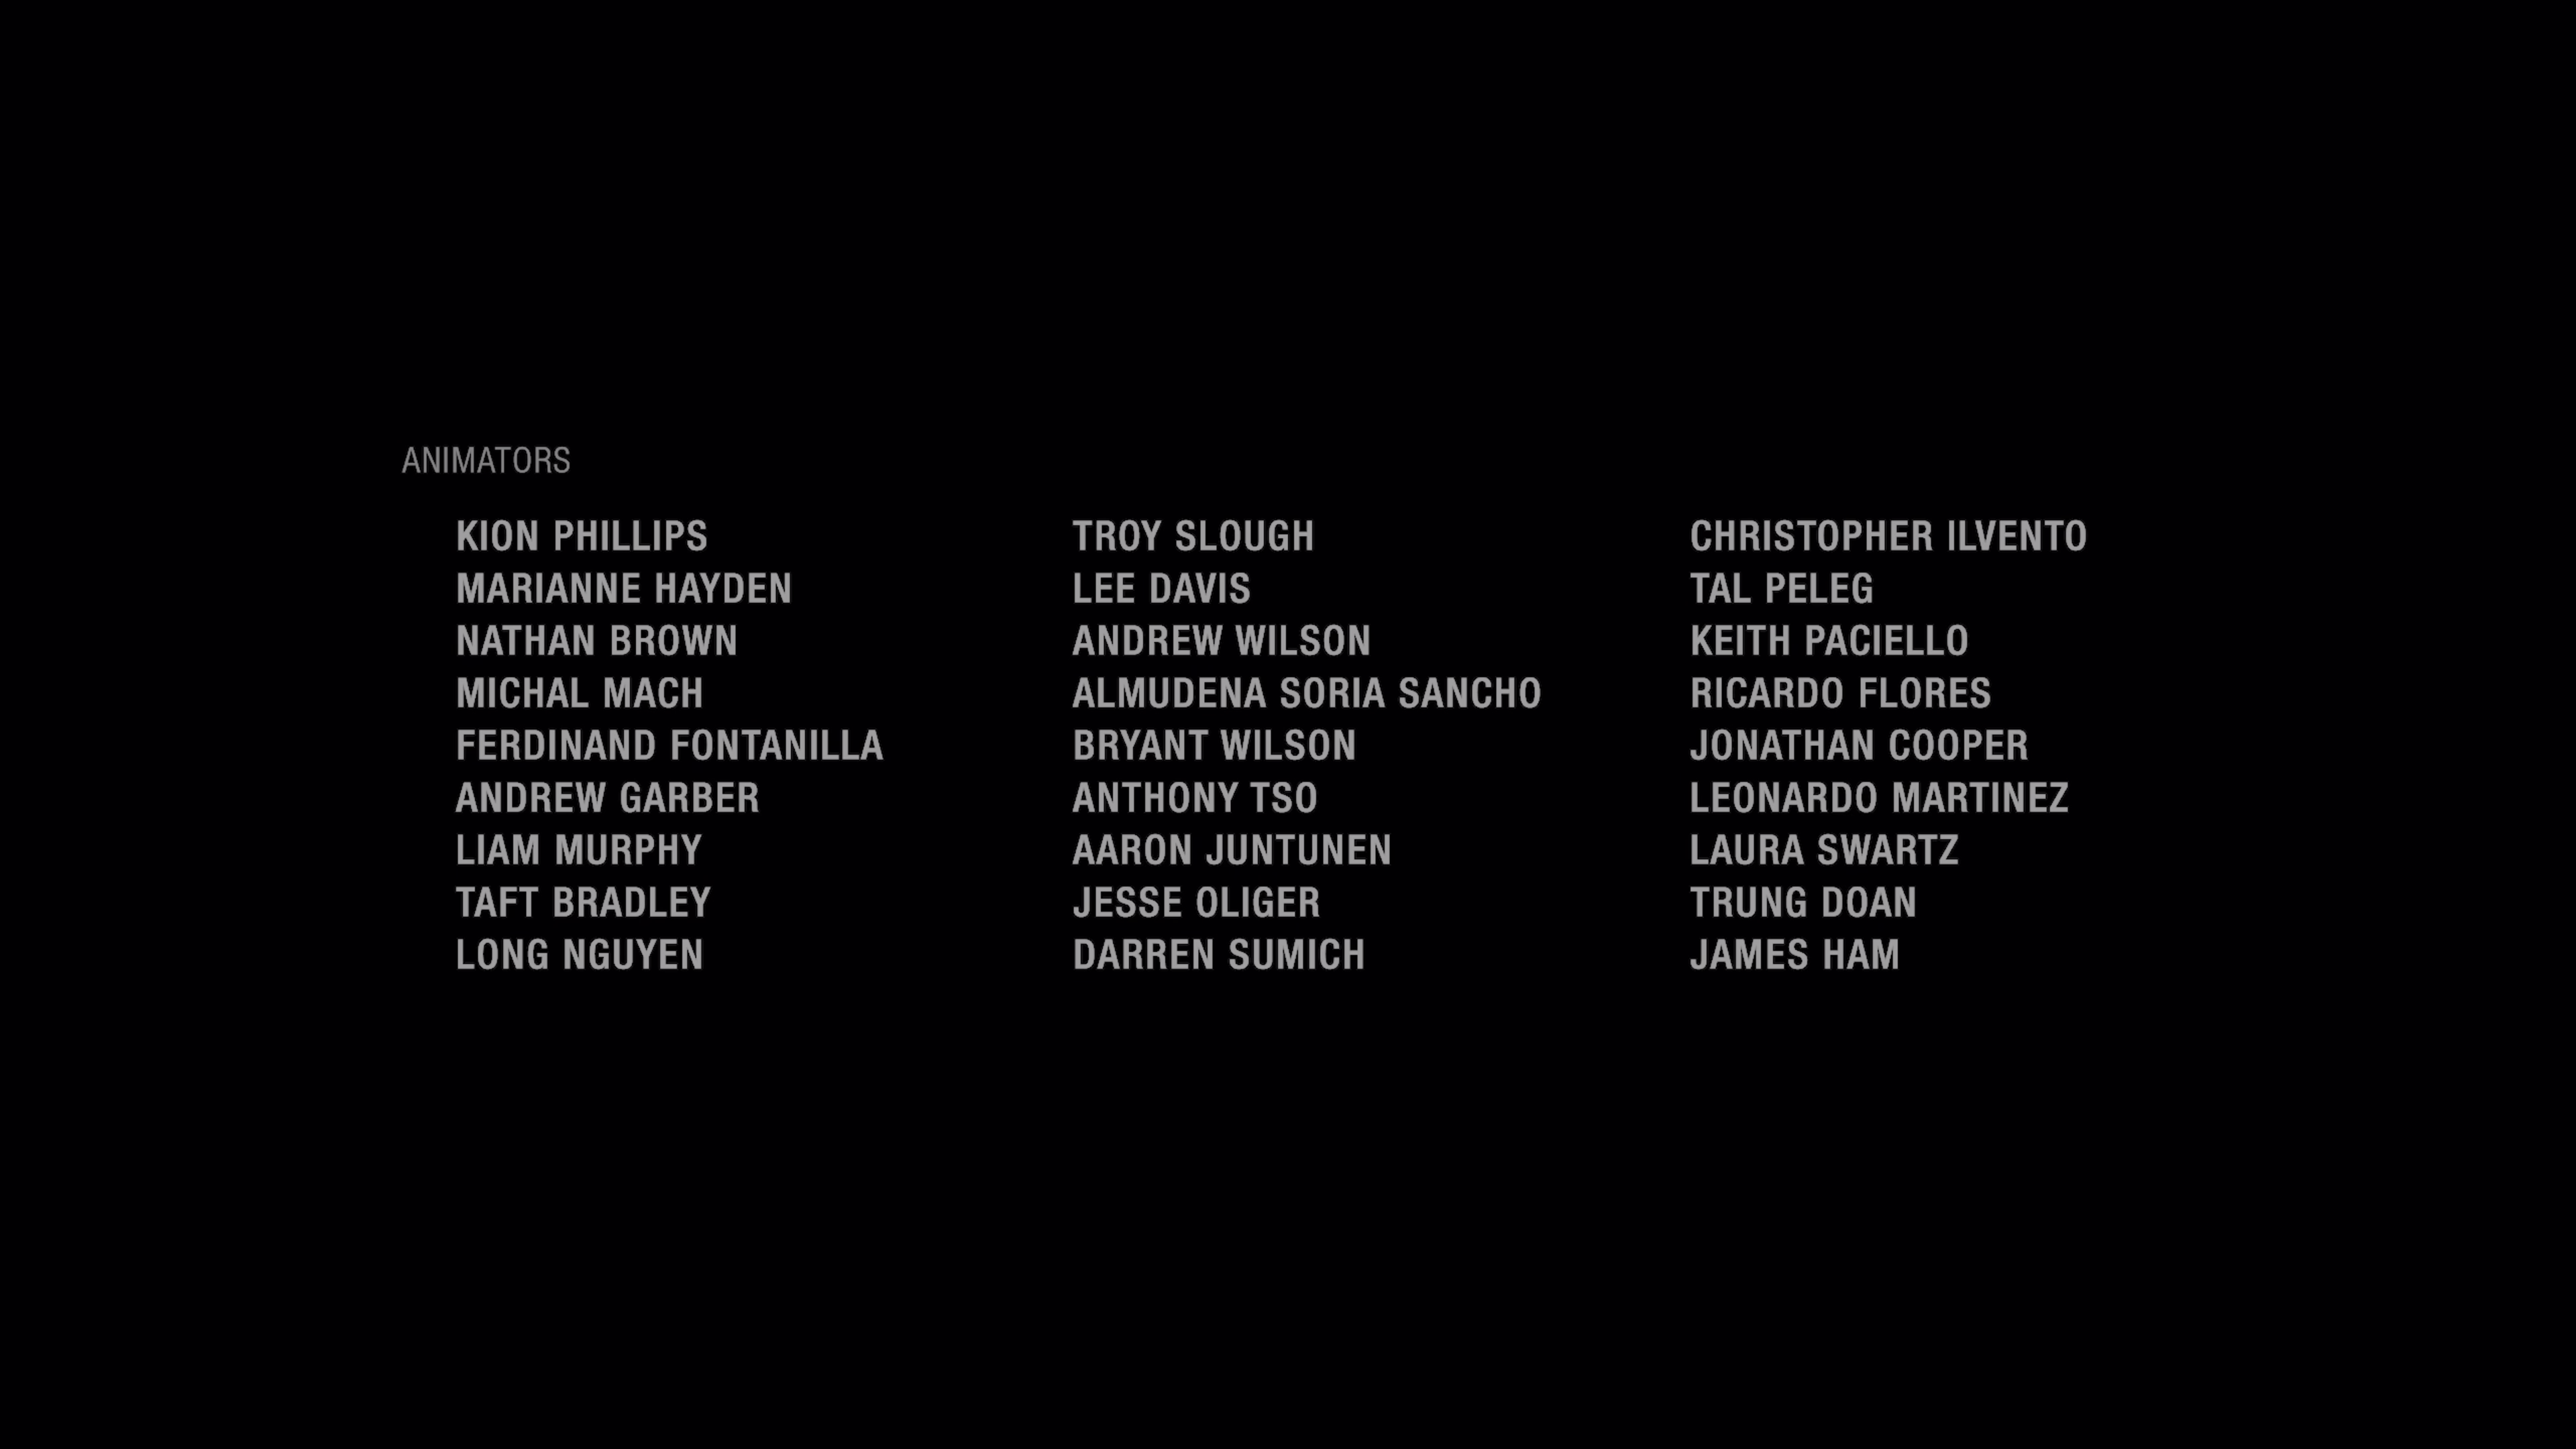 ANIMATORS
KION PHILLIPS
MARIANNE HAYDEN
NATHAN BROWN
MICHAL MACH
FERDINAND FONTANILLA
ANDREW GARBER
LIAM MURPHY
TAFT BRADLEY
LONG NGUYEN
TROY SLOUGH
LEE DAVIS
ANDREW WILSON
ALMUDENA SORIA SANCHO
BRYANT WILSON
ANTHONY TSO
AARON JUNTUNEN
JESSE OLIGER
DARREN SUMICH
CHRISTOPHER ILVENTO
TAL PELEG
KEITH PACIELLO
RICARDO FLORES
JONATHAN COOPER
LEONARDO MARTINEZ
LAURA SWARTZ
TRUNG DOAN
JAMES HAM